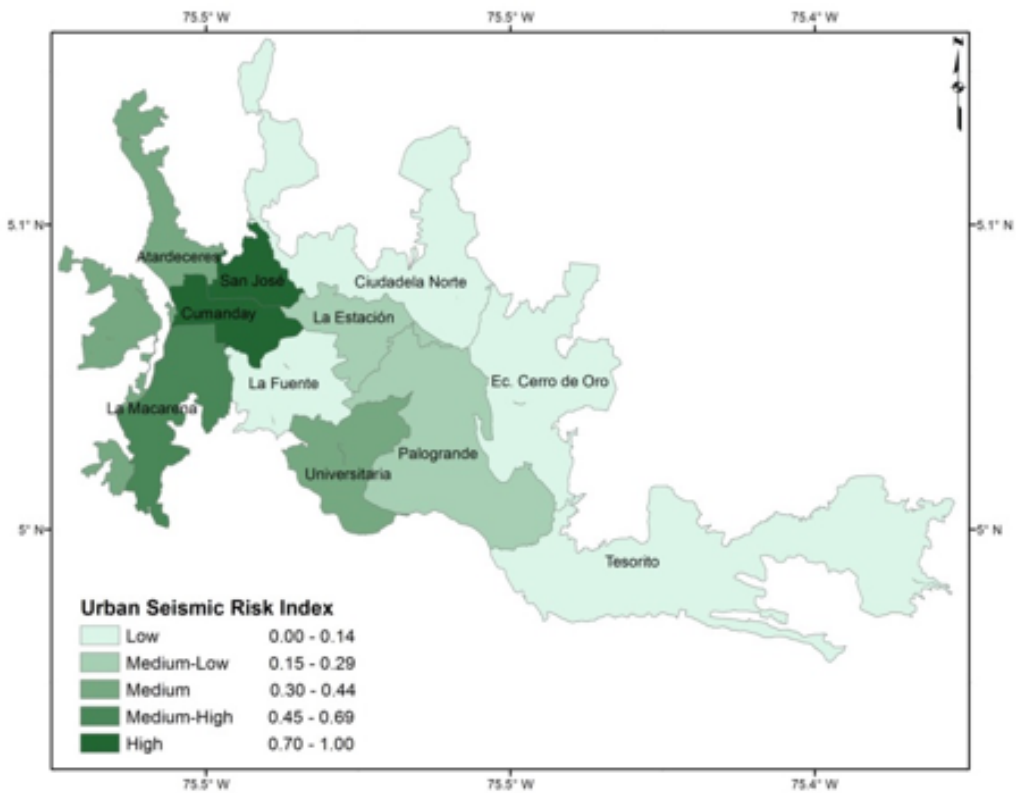 75.5° W 75.5° W 75.4° W
N
5.1° N 5.1° N
Atardeceres
San José
Ciudadela Norte
Cumanday
La Estación
La Fuente
Ec. Cerro de Oro
La Macarena
Palogrande
Universitaria
5° N 5° N
Tesorito
Urban Seismic Risk Index
Low 0.00 - 0.14
Medium-Low 0.15 - 0.29
Medium 0.30 - 0.44
Medium-High 0.45 - 0.69
High 0.70 - 1.00
75.5° W 75.5° W 75.4° W